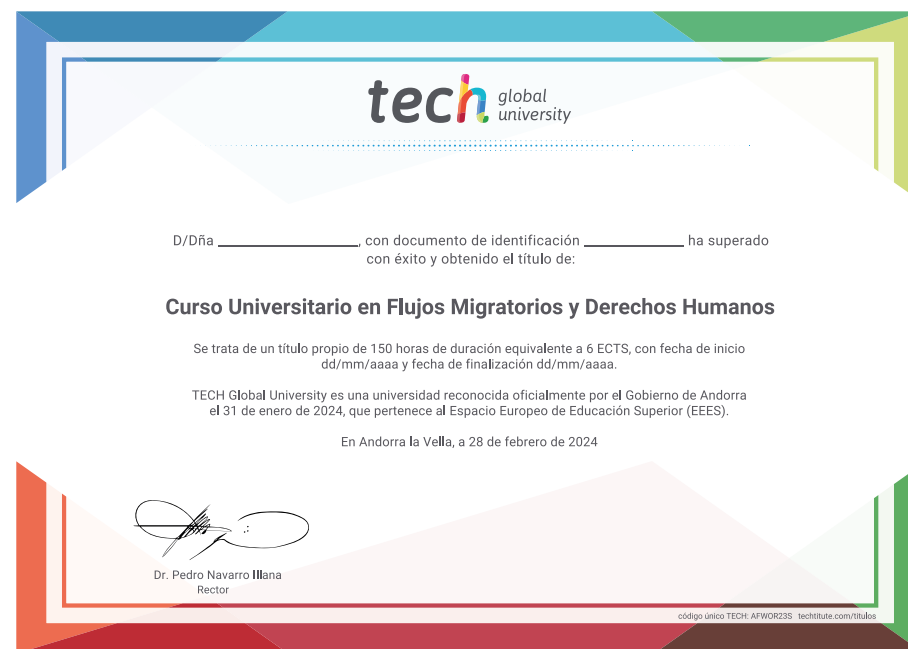 tech global
university
D/Dña ______________, con documento de identificación ______________ ha superado
con éxito y obtenido el título de:
Curso Universitario en Flujos Migratorios y Derechos Humanos
Se trata de un título propio de 150 horas de duración equivalente a 6 ECTS, con fecha de inicio
dd/mm/aaaa y fecha de finalización dd/mm/aaaa.
TECH Global University es una universidad reconocida oficialmente por el Gobierno de Andorra
el 31 de enero de 2024, que pertenece al Espacio Europeo de Educación Superior (EEES).
En Andorra la Vella, a 28 de febrero de 2024
Dr. Pedro Navarro Illana
Rector
código único TECH: AFWOR23S techtitute.com/titulos